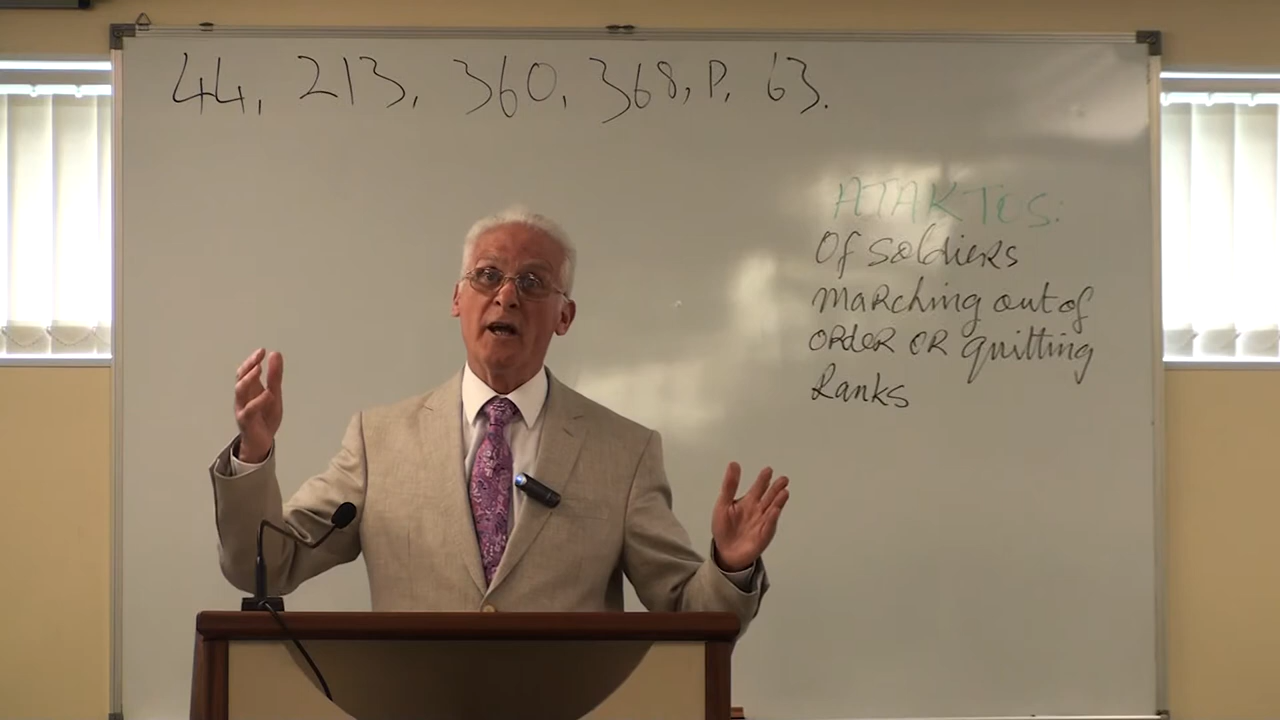 44, 213, 360, 368, P, 63.
ATAKTOS:
Of soldiers
marching out of
order or quitting
Ranks